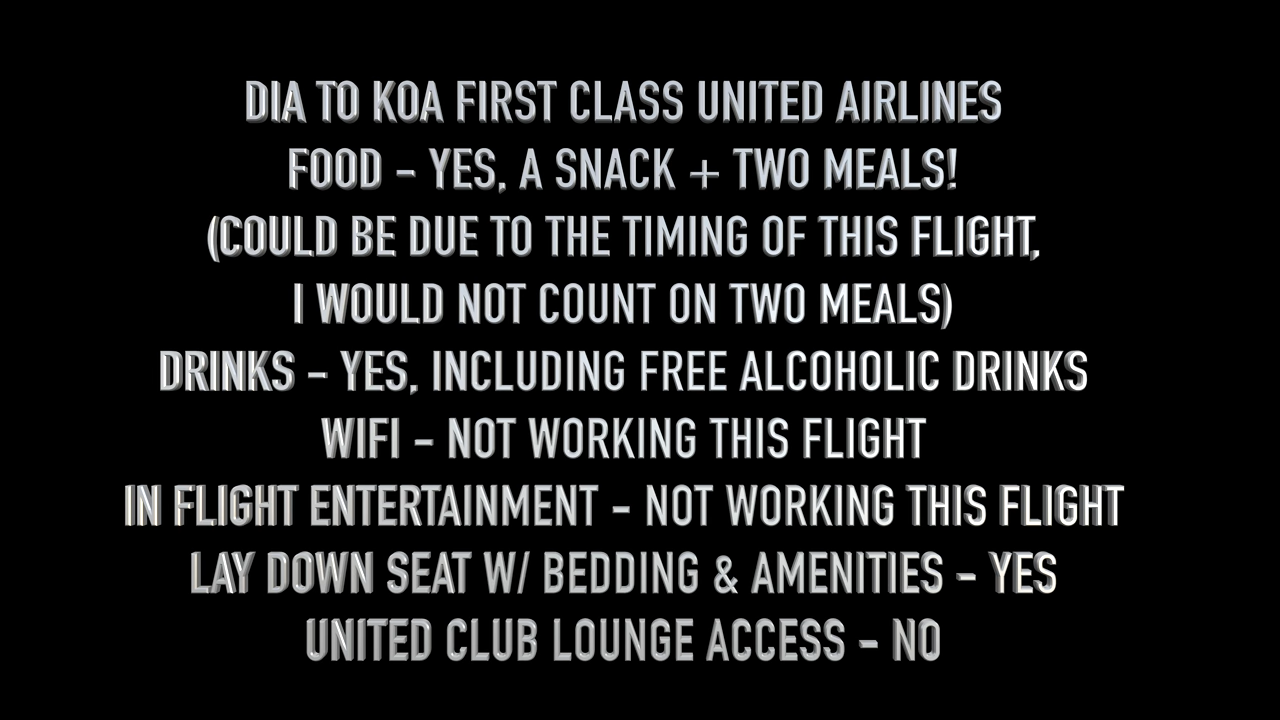 DIA TO KOA FIRST CLASS UNITED AIRLINES
FOOD – YES, A SNACK + TWO MEALS!
(COULD BE DUE TO THE TIMING OF THIS FLIGHT,
I WOULD NOT COUNT ON TWO MEALS)
DRINKS – YES, INCLUDING FREE ALCOHOLIC DRINKS
WIFI – NOT WORKING THIS FLIGHT
IN FLIGHT ENTERTAINMENT – NOT WORKING THIS FLIGHT
LAY DOWN SEAT W/ BEDDING & AMENITIES – YES
UNITED CLUB LOUNGE ACCESS – NO